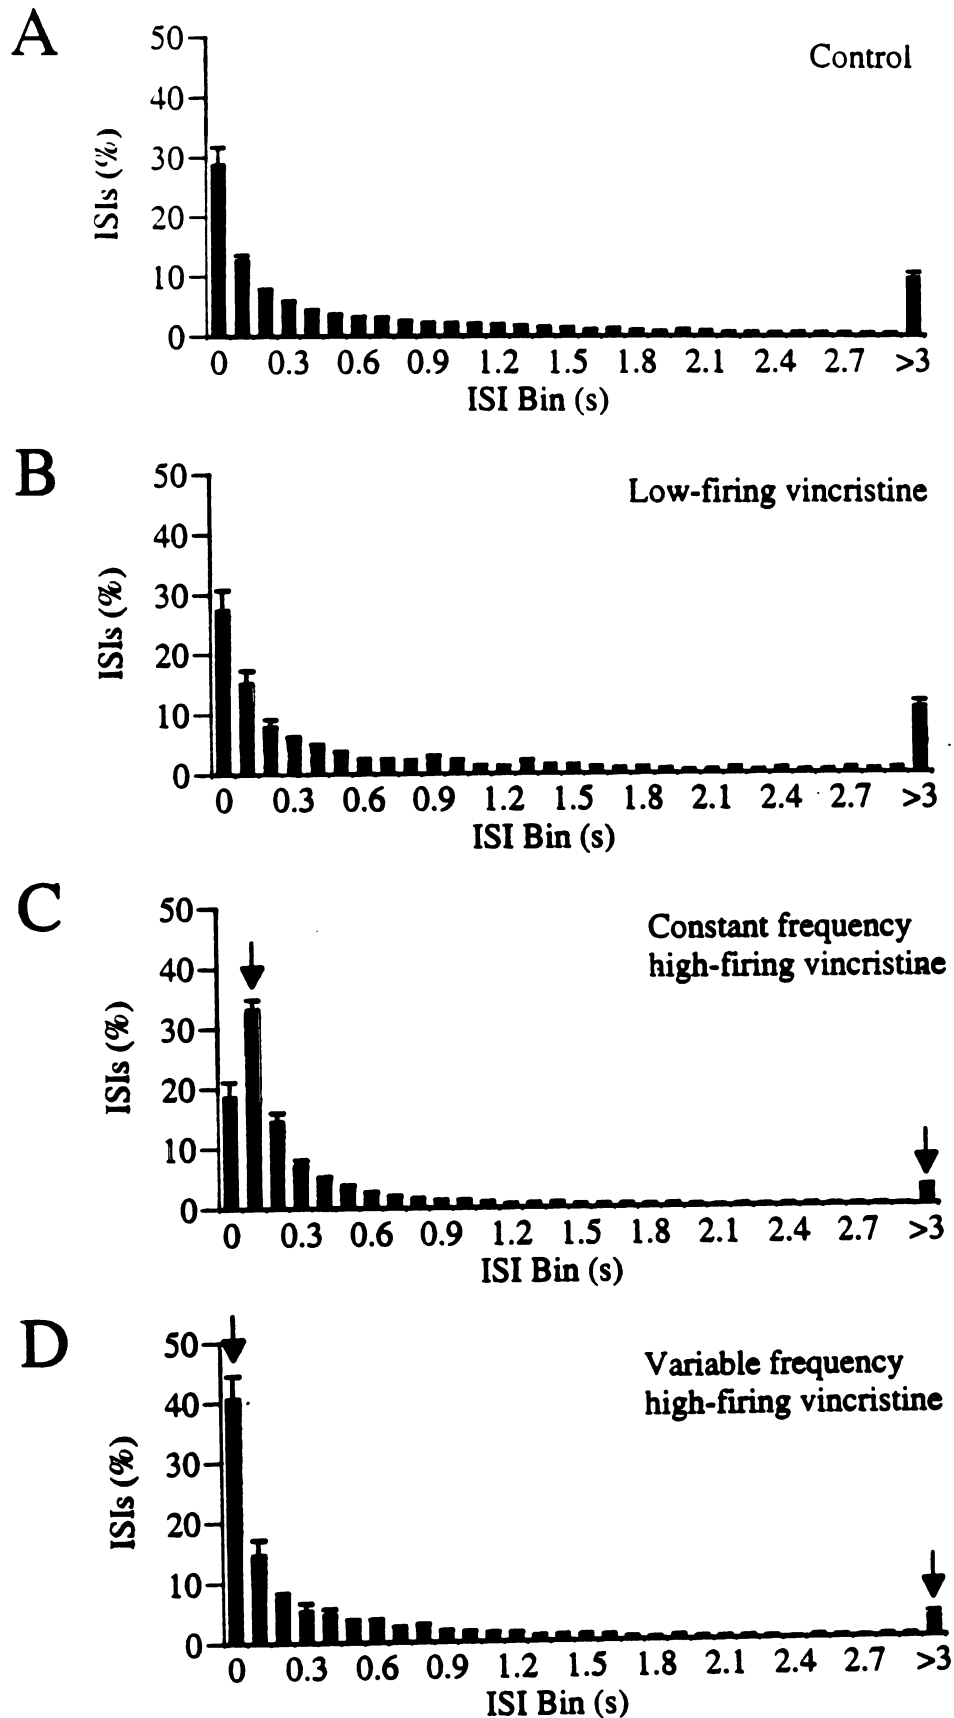 A
Control
50
40
30
20
10
0
ISIs (%)
0 0.3 0.6 0.9 1.2 1.5 1.8 2.1 2.4 2.7 >3
ISI Bin (s)
B
Low-firing vincristine
50
40
30
20
10
0
ISIs (%)
0 0.3 0.6 0.9 1.2 1.5 1.8 2.1 2.4 2.7 >3
ISI Bin (s)
C
Constant frequency
high-firing vincristine
50
40
30
20
10
0
ISIs (%)
0 0.3 0.6 0.9 1.2 1.5 1.8 2.1 2.4 2.7 >3
ISI Bin (s)
D
Variable frequency
high-firing vincristine
50
40
30
20
10
0
ISIs (%)
0 0.3 0.6 0.9 1.2 1.5 1.8 2.1 2.4 2.7 >3
ISI Bin (s)